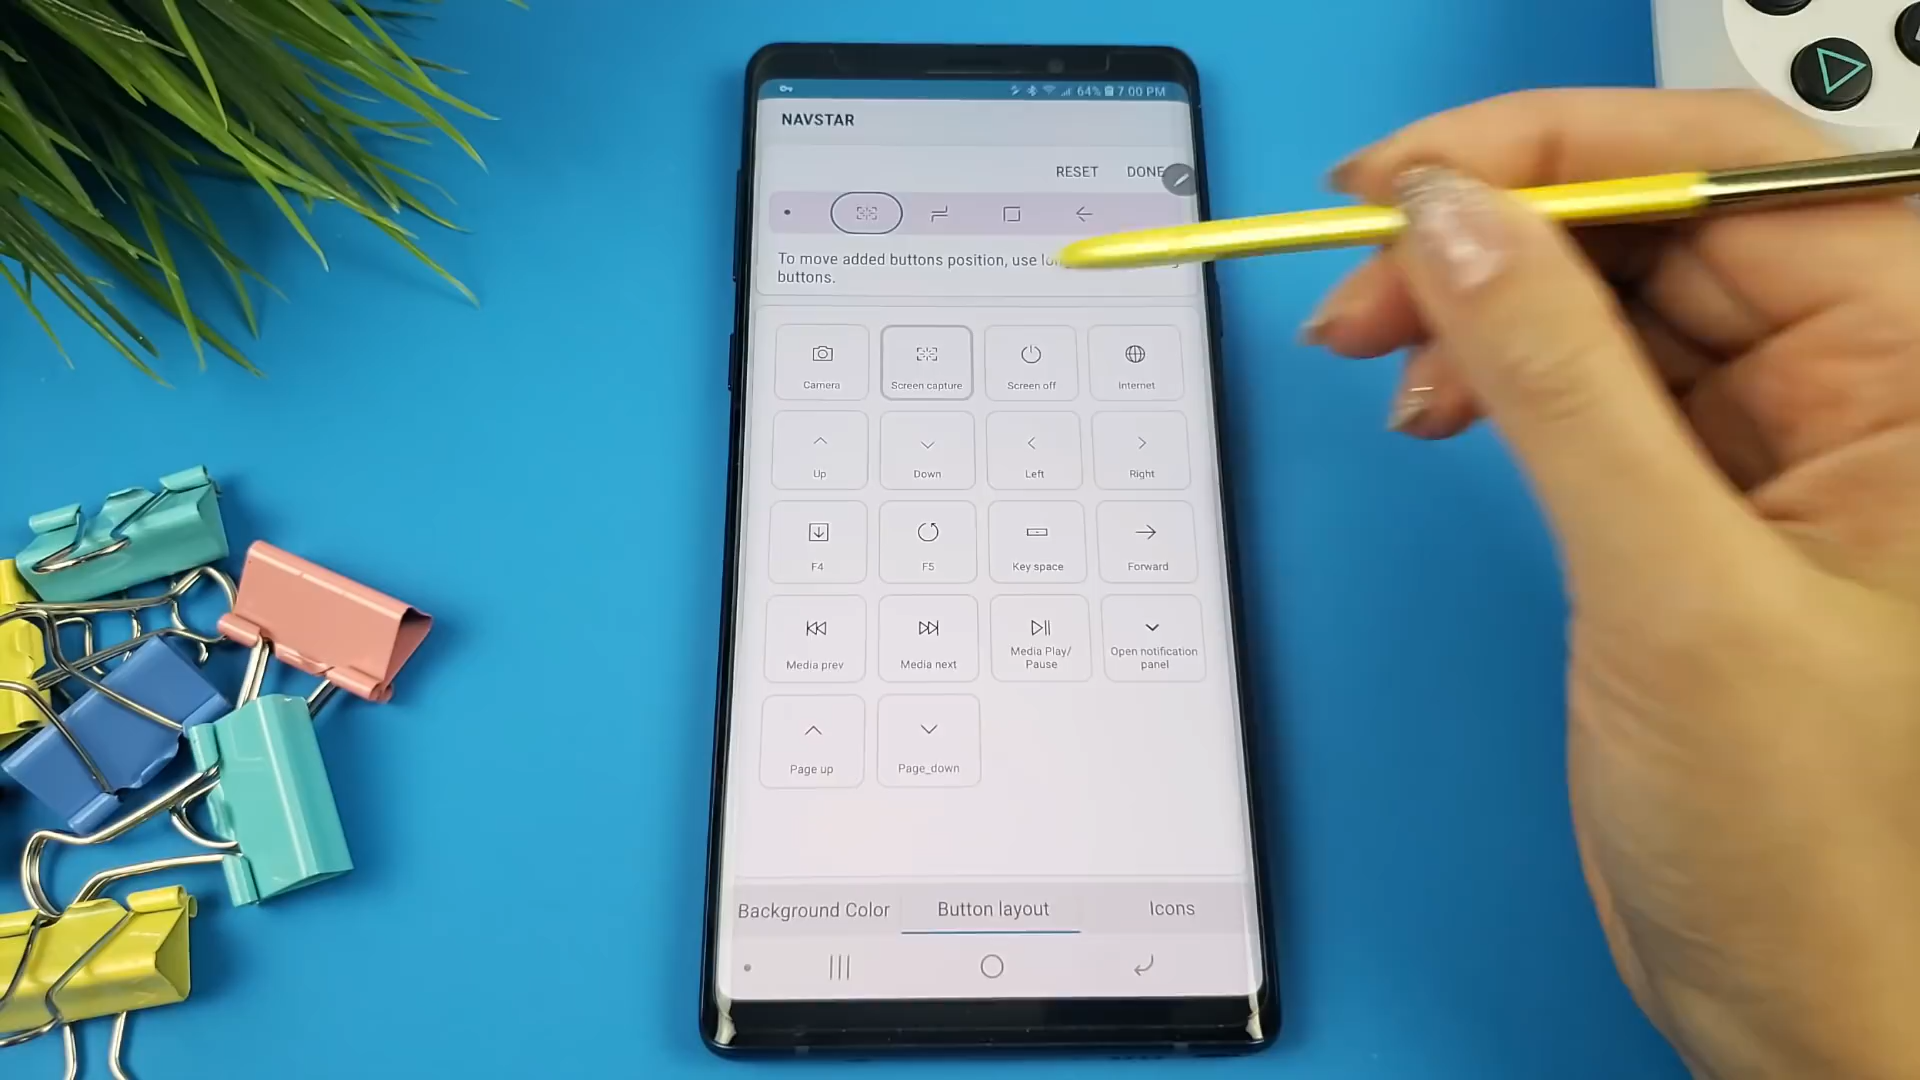 64% 7:00 PM
NAVSTAR
RESET DONE
To move added buttons position, use
buttons.
Camera Screen capture Screen off Internet
Up Down Left Right
F4 F5 Key space Forward
Media prev Media next Media Play/
Pause Open notification
panel
Page up Page_down
Background Color Button layout Icons